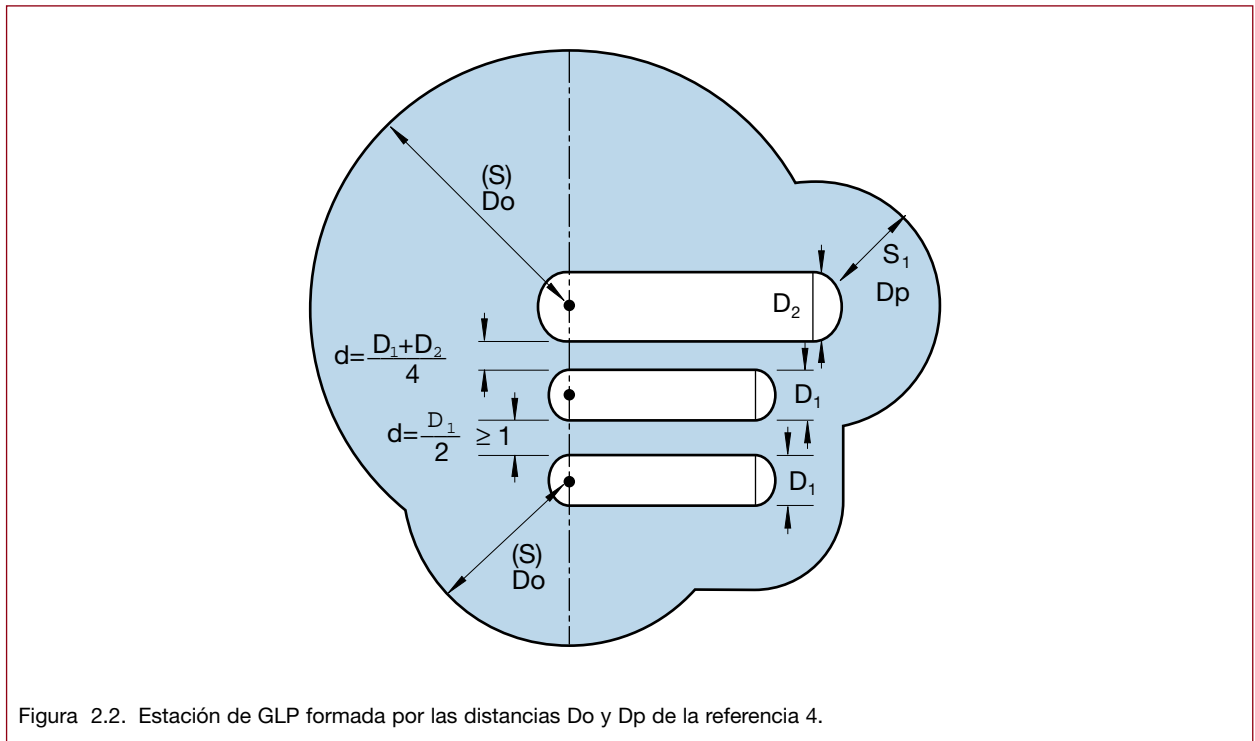 (S)
Do
S₁
Dp
D₂
d=D₁+D₂/4
D₁
d=D₁/2 ≥ 1
D₁
(S)
Do
Figura 2.2. Estación de GLP formada por las distancias Do y Dp de la referencia 4.